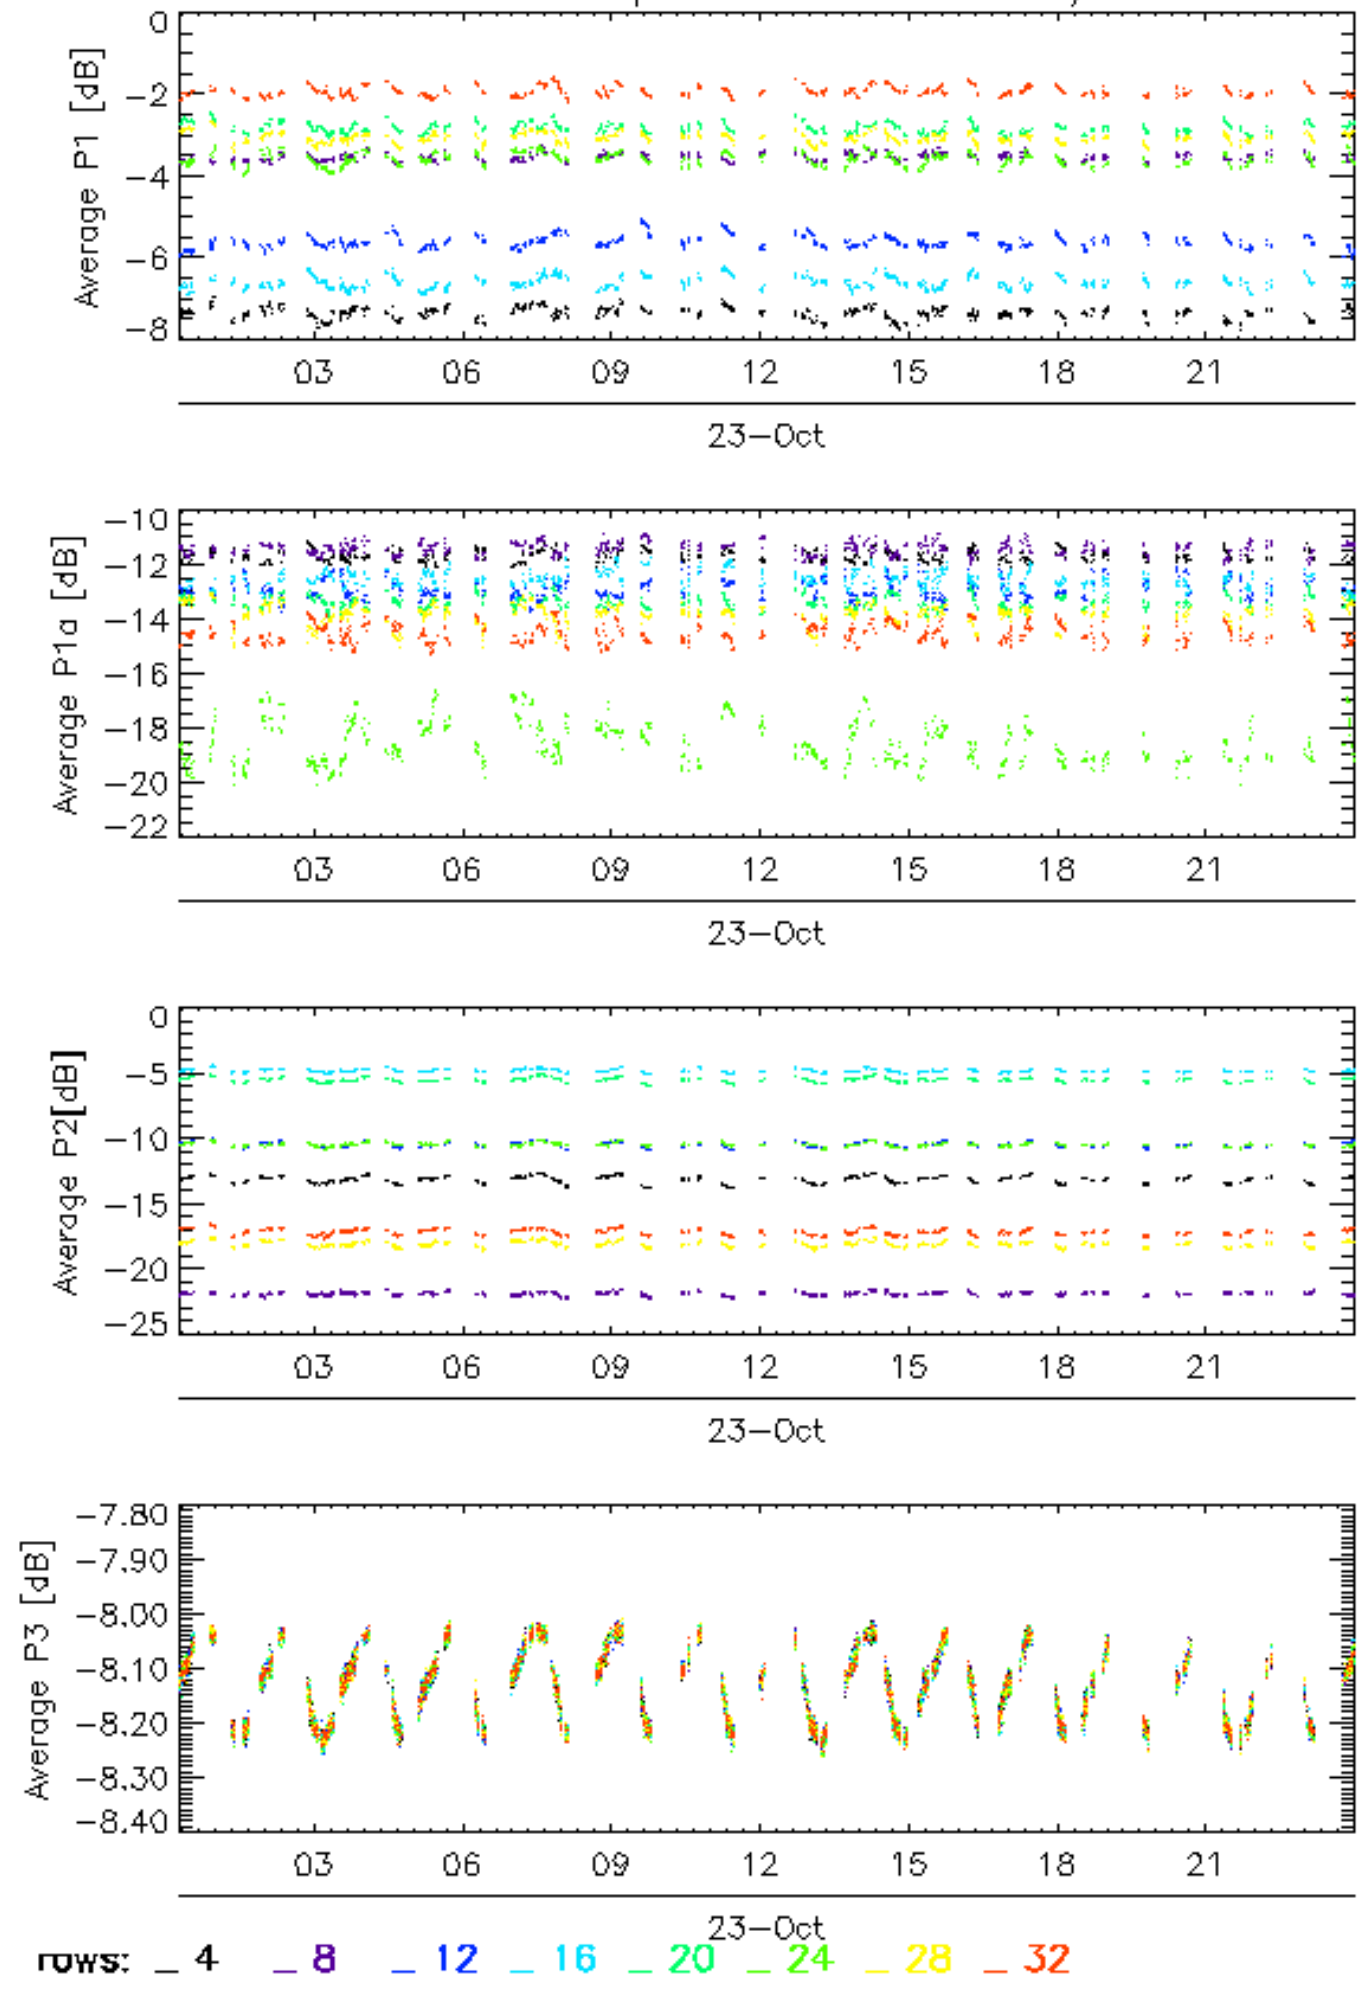 Average P1 [dB]
0
−2
−4
−6
−8
03 06 09 12 15 18 21
23−Oct
Average P1a [dB]
−10
−12
−14
−16
−18
−20
−22
03 06 09 12 15 18 21
23−Oct
Average P2[dB]
0
−5
−10
−15
−20
−25
03 06 09 12 15 18 21
23−Oct
Average P3 [dB]
−7.80
−7.90
−8.00
−8.10
−8.20
−8.30
−8.40
03 06 09 12 15 18 21
23−Oct
rows: _ 4 _ 8 _ 12 _ 16 _ 20 _ 24 _ 28 _ 32